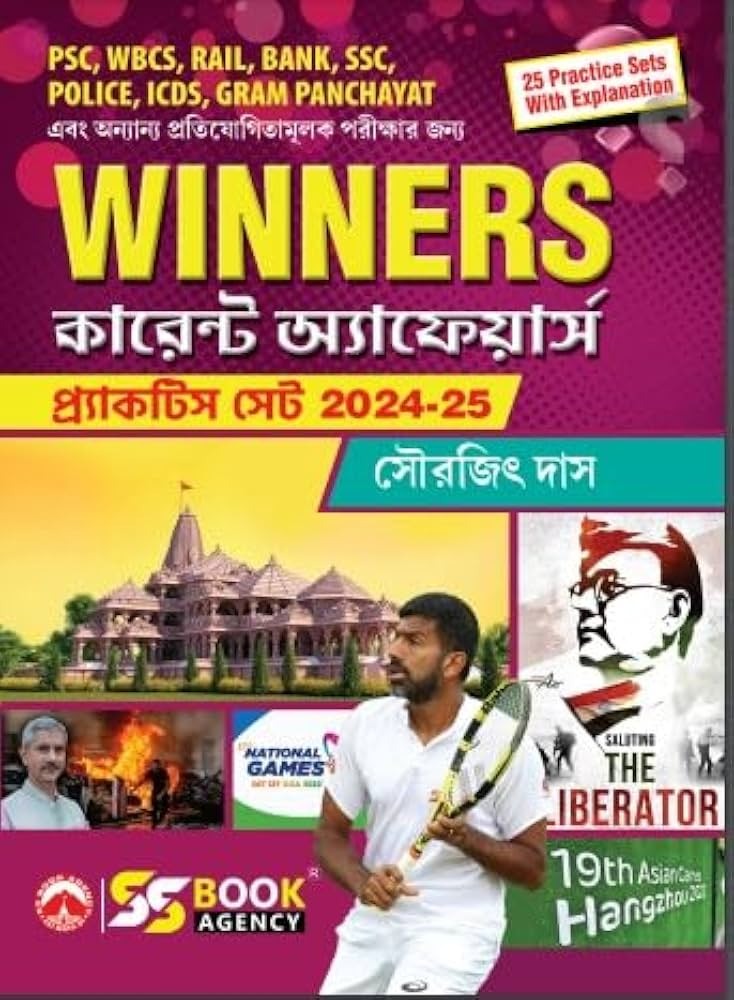 PSC, WBCS, RAIL, BANK, SSC,
POLICE, ICDS, GRAM PANCHAYAT
এবং অন্যান্য প্রতিযোগিতামূলক পরীক্ষার জন্য
25 Practice Sets
With Explanation
WINNERS
কারেন্ট অ্যাফেয়ার্স
প্র্যাকটিস সেট 2024-25
সৌরজিৎ দাস
NATIONAL
GAMES
SALUTING
THE
LIBERATOR
19th Asian Games
Hangzhou
SS BOOK
AGENCY